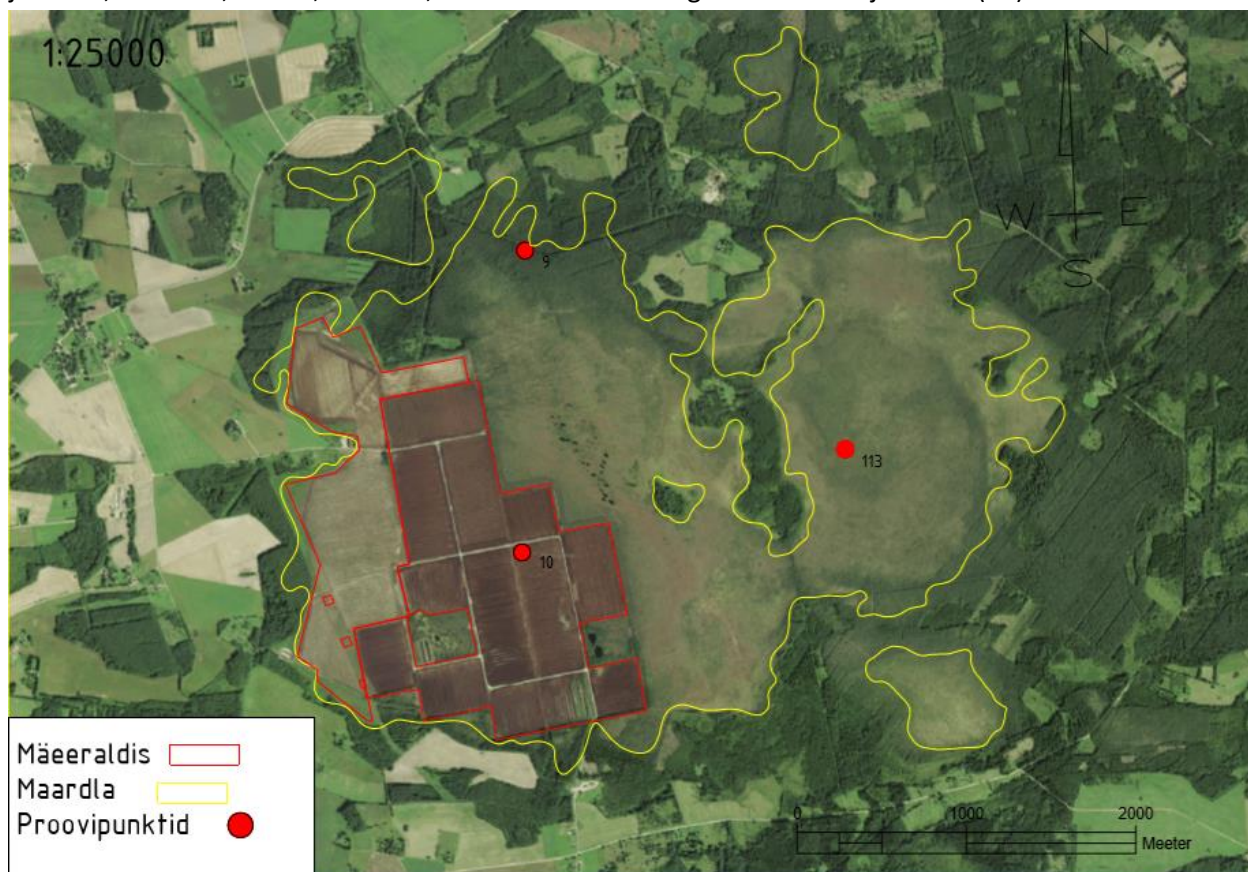 1:25000
N
W E
S
9
113
10
Mäeeraldis
Maardla
Proovipunktid
0 1000 2000
Meeter